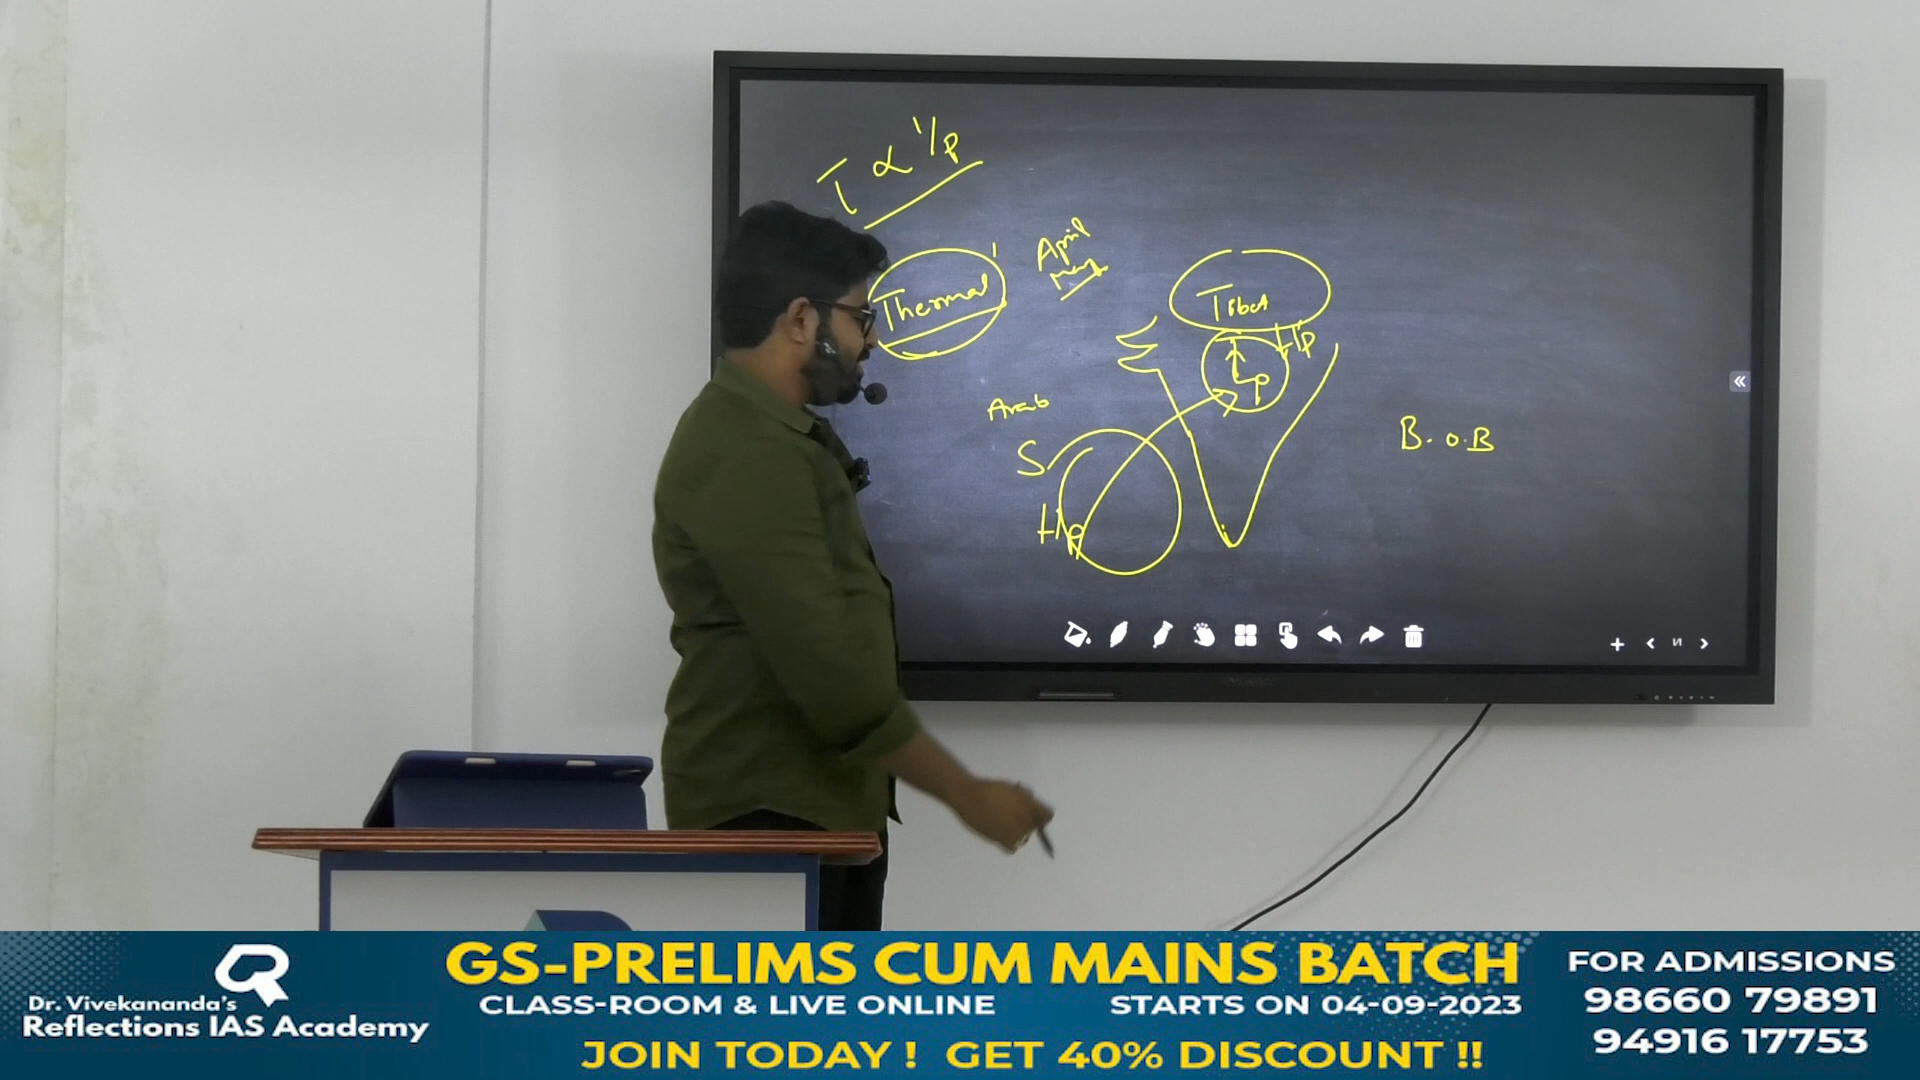 T ∝ 1/p
Thermal
April
may
Tibet
H.p
L.P
Arab
S
H.p
B.O.B
GS-PRELIMS CUM MAINS BATCH
CLASS-ROOM & LIVE ONLINE
STARTS ON 04-09-2023
JOIN TODAY ! GET 40% DISCOUNT !!
Dr. Vivekananda's
Reflections IAS Academy
FOR ADMISSIONS
98660 79891
94916 17753